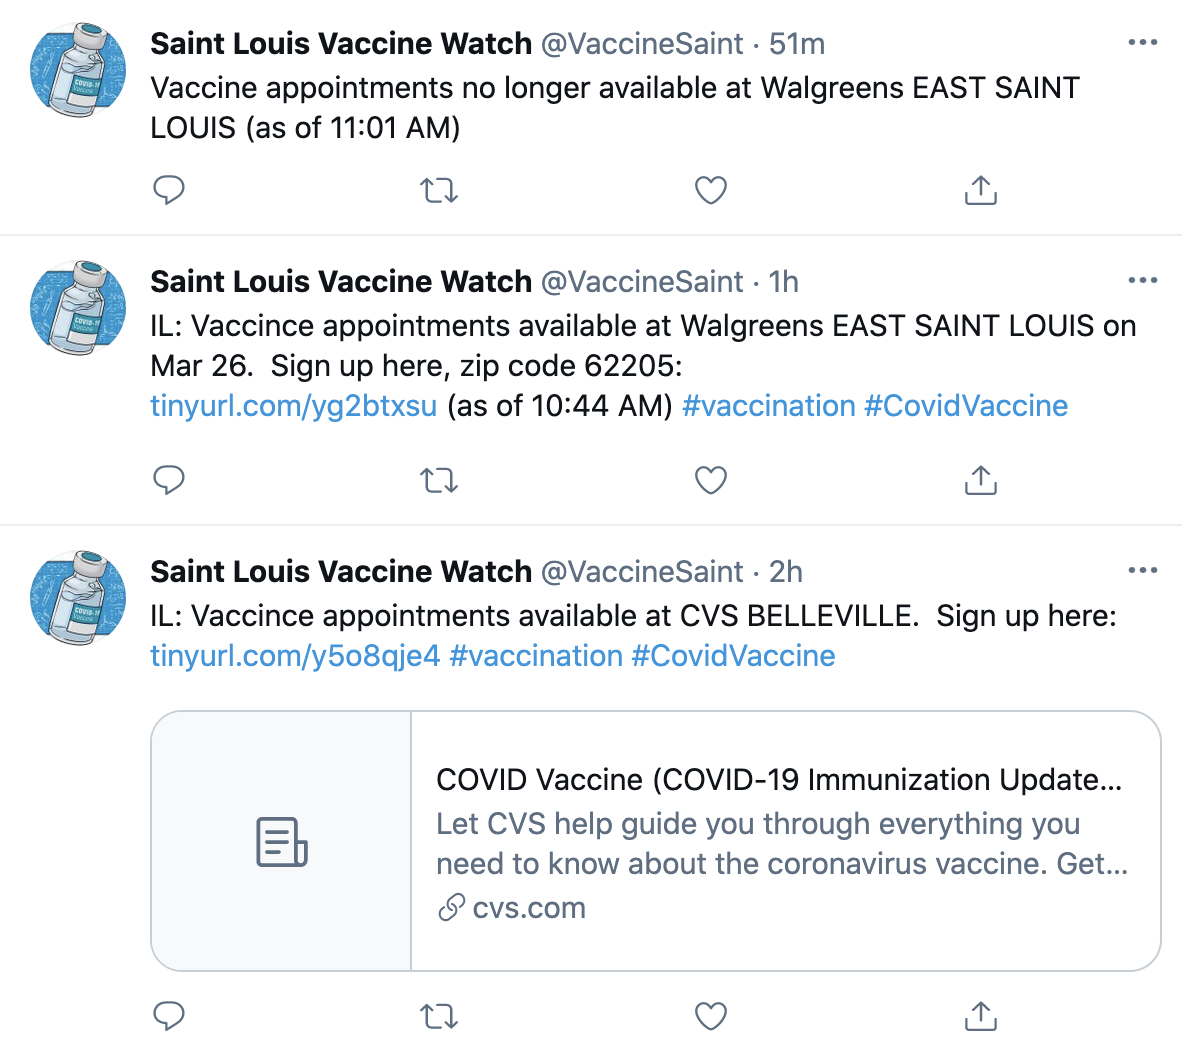 Saint Louis Vaccine Watch @VaccineSaint · 51m
Vaccine appointments no longer available at Walgreens EAST SAINT
LOUIS (as of 11:01 AM)
Saint Louis Vaccine Watch @VaccineSaint · 1h
IL: Vaccince appointments available at Walgreens EAST SAINT LOUIS on
Mar 26.  Sign up here, zip code 62205:
tinyurl.com/yg2btxsu (as of 10:44 AM) #vaccination #CovidVaccine
Saint Louis Vaccine Watch @VaccineSaint · 2h
IL: Vaccince appointments available at CVS BELLEVILLE.  Sign up here:
tinyurl.com/y5o8qje4 #vaccination #CovidVaccine
COVID Vaccine (COVID-19 Immunization Update...
Let CVS help guide you through everything you
need to know about the coronavirus vaccine. Get...
cvs.com